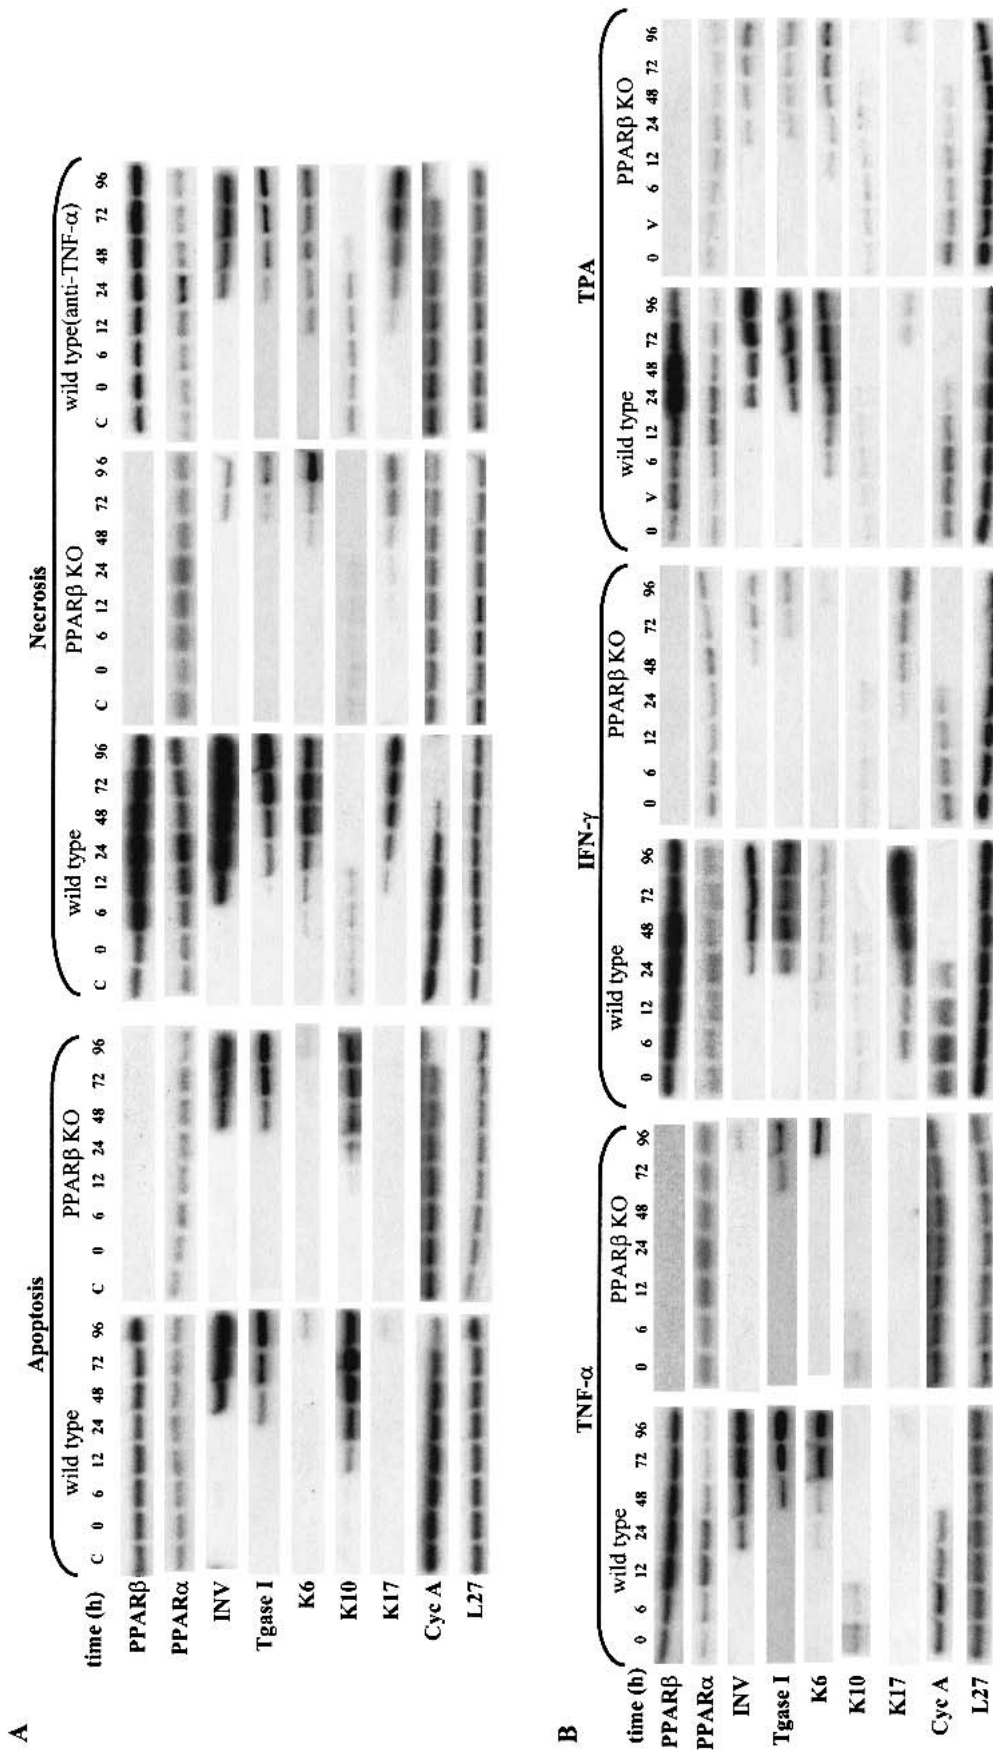 A
Apoptosis
Necrosis
wild type
PPARβ KO
wild type
PPARβ KO
wild type(anti-TNF-α)
time (h) C 0 6 12 24 48 72 96 C 0 6 12 24 48 72 96 C 0 6 12 24 48 72 96 C 0 6 12 24 48 72 96 C 0 6 12 24 48 72 96
PPARβ
PPARα
INV
Tgase I
K6
K10
K17
Cyc A
L27
B
TNF-α
IFN-γ
TPA
wild type
PPARβ KO
wild type
PPARβ KO
wild type
PPARβ KO
time (h) 0 6 12 24 48 72 96 0 6 12 24 48 72 96 0 6 12 24 48 72 96 0 6 12 24 48 72 96 0 V 6 12 24 48 72 96 0 V 6 12 24 48 72 96
PPARβ
PPARα
INV
Tgase I
K6
K10
K17
Cyc A
L27